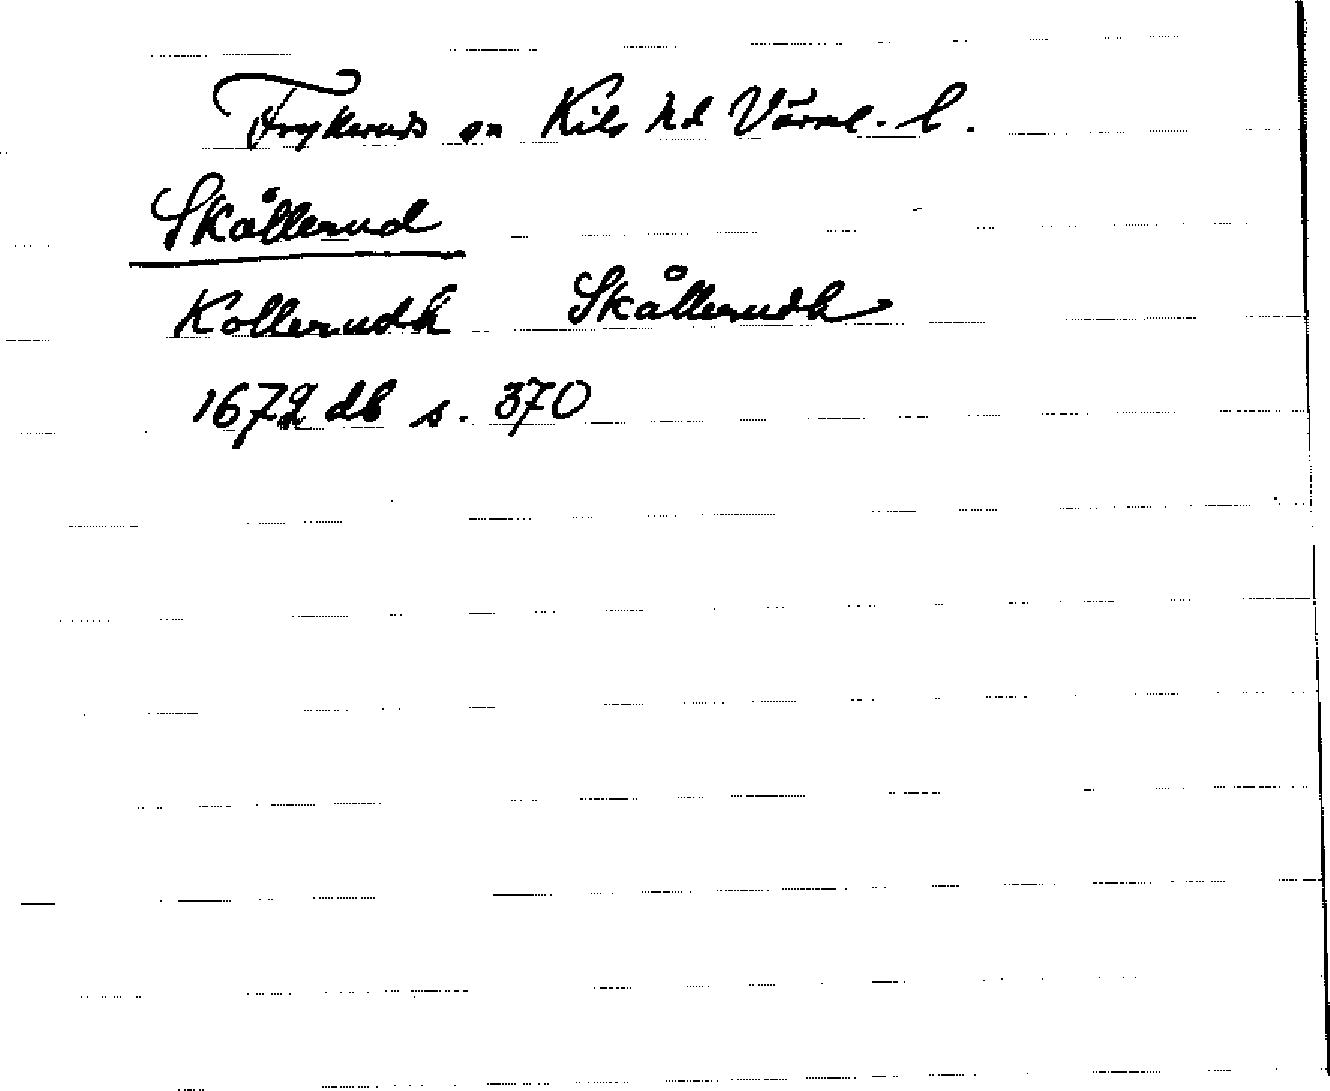 Frykeruds sn Kils hd Värml. l.
Skållerud
Kollerudh Skållerudh
1672 db s. 370